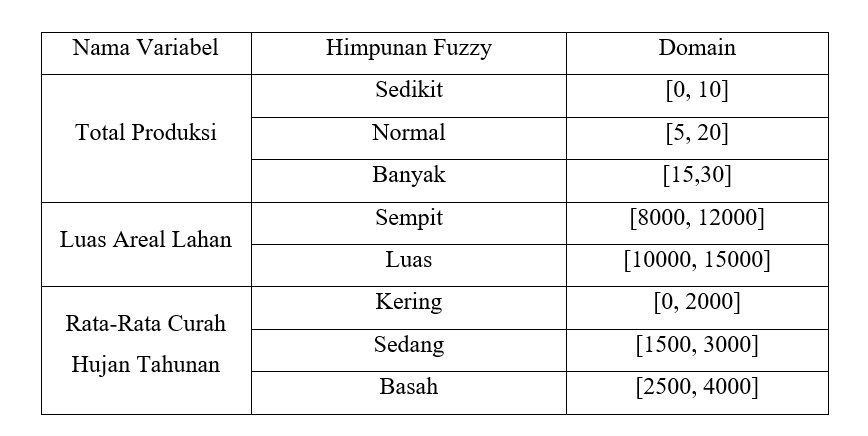 Nama Variabel Himpunan Fuzzy Domain
Total Produksi Sedikit [0, 10]
Normal [5, 20]
Banyak [15,30]
Luas Areal Lahan Sempit [8000, 12000]
Luas [10000, 15000]
Rata-Rata Curah
Hujan Tahunan Kering [0, 2000]
Sedang [1500, 3000]
Basah [2500, 4000]